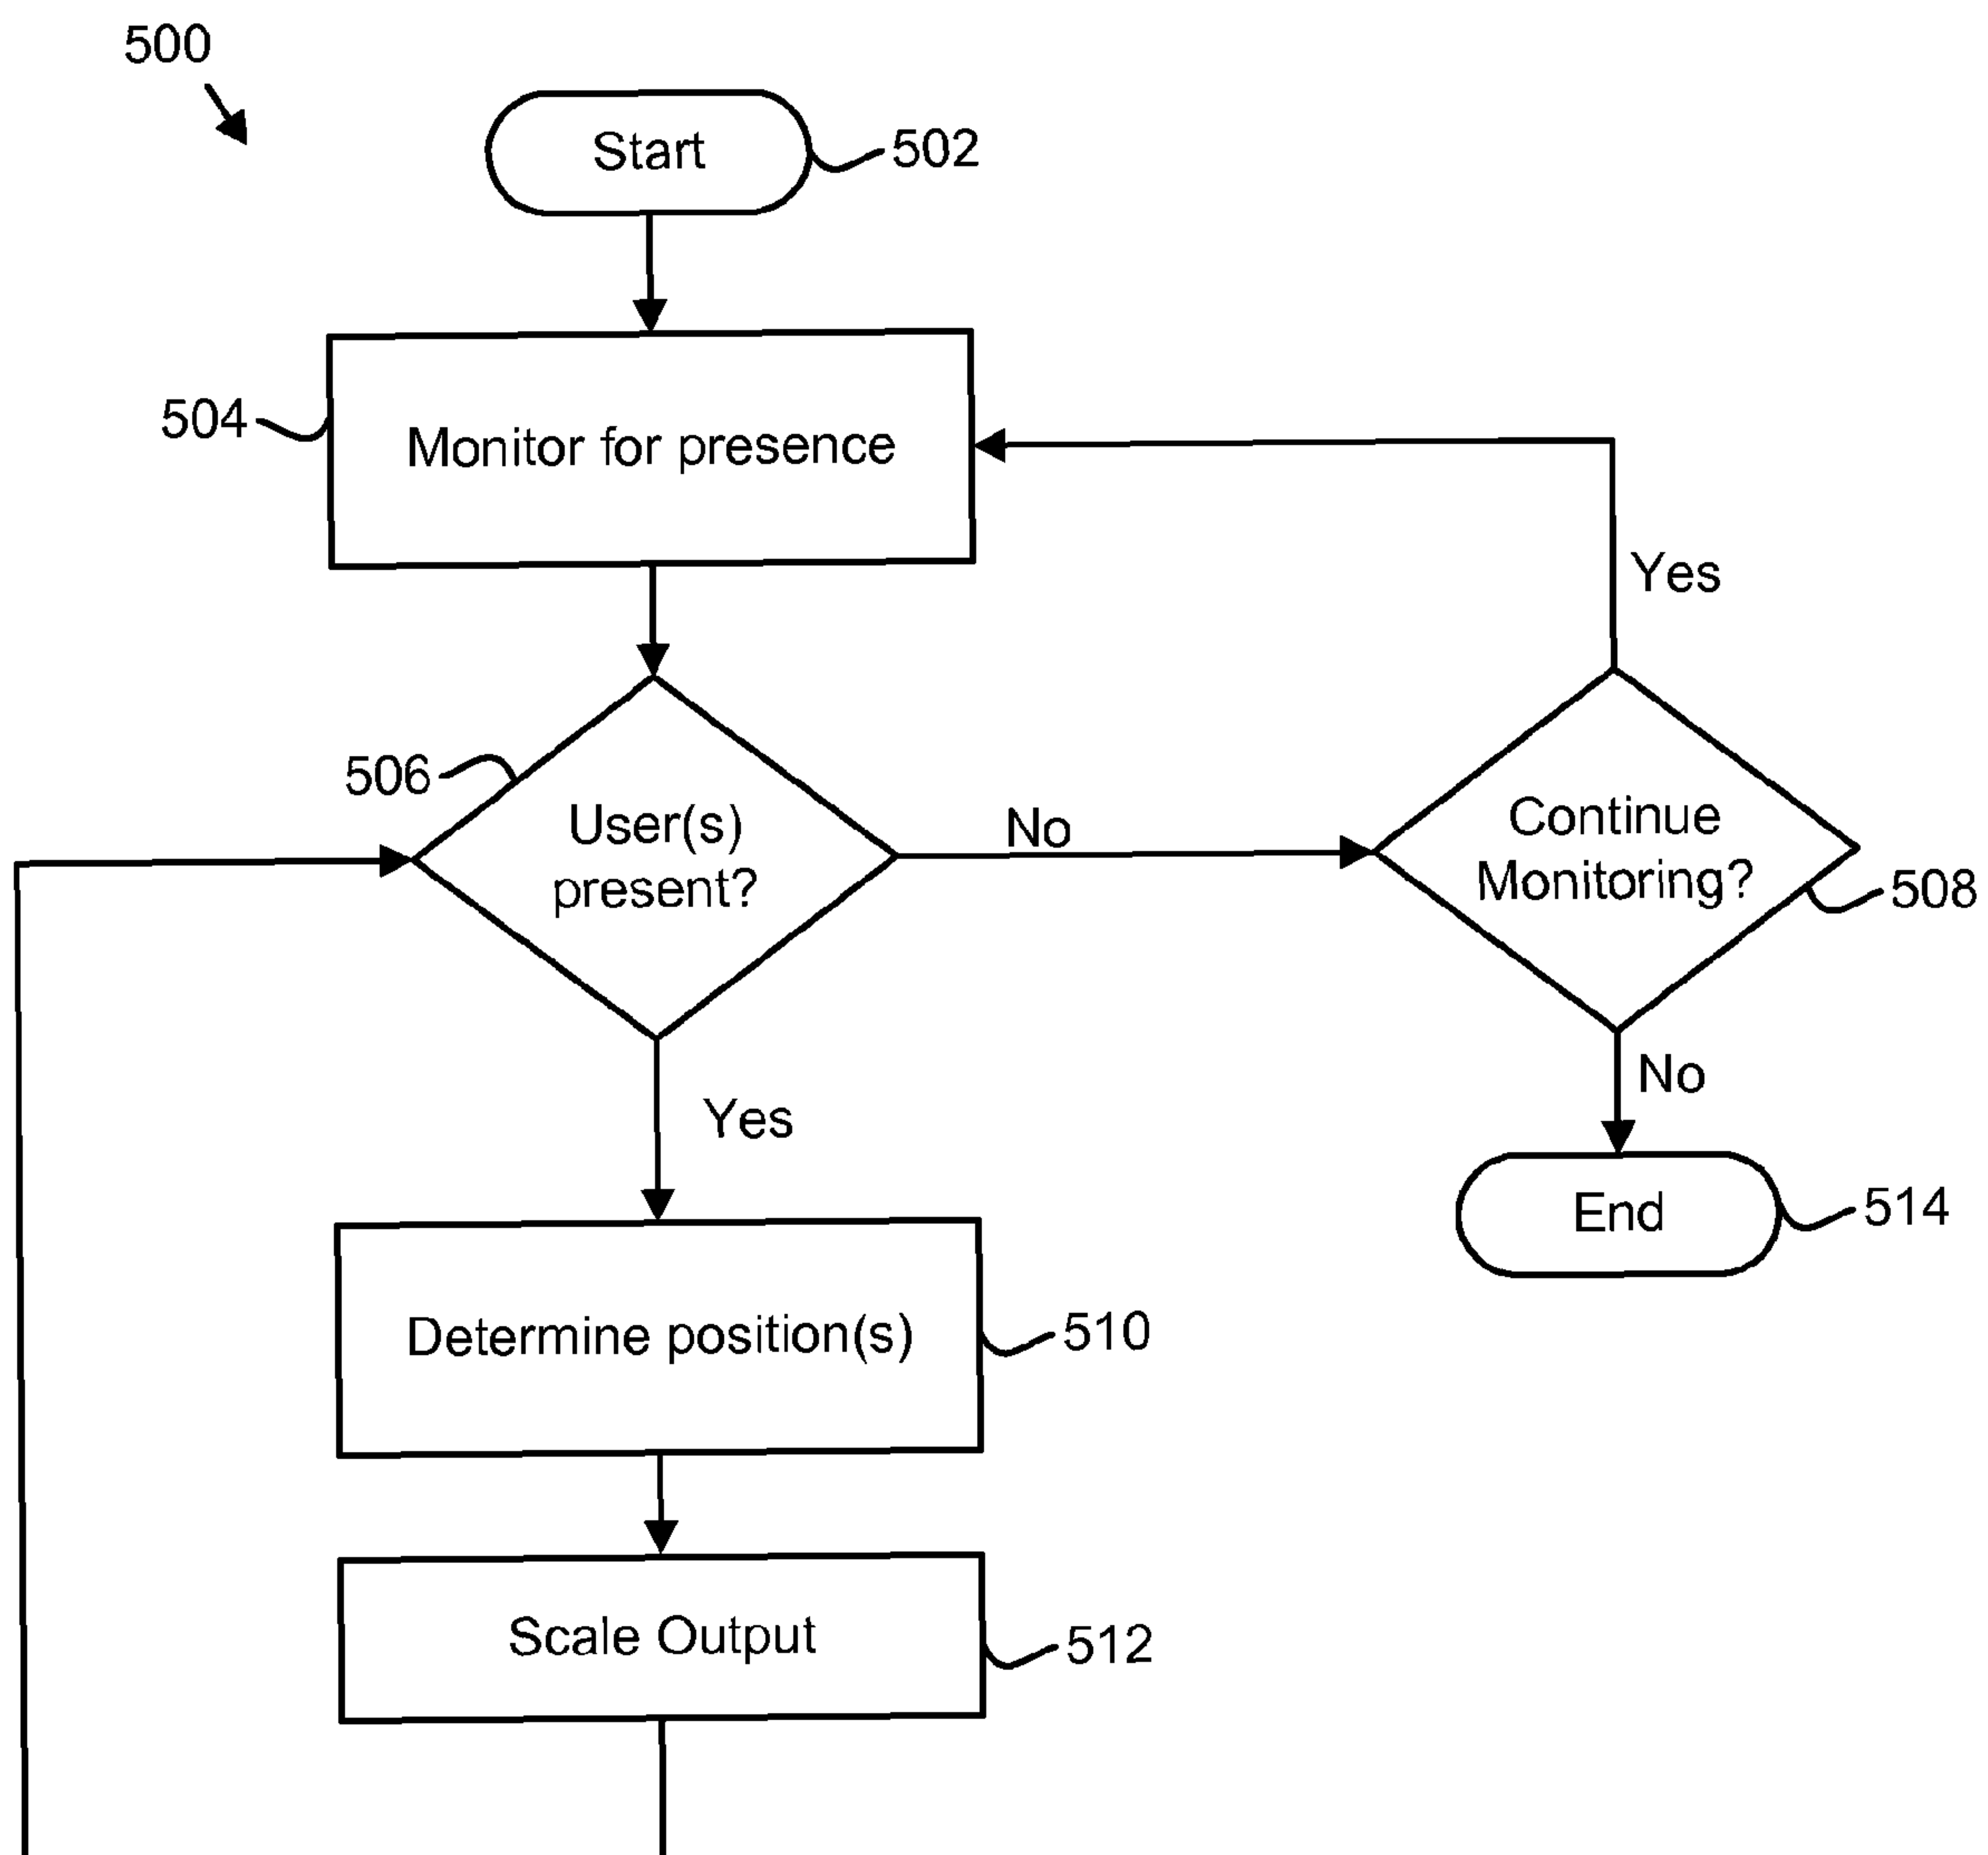 500
Start
502
504
Monitor for presence
Yes
506
User(s)
present?
No
Continue
Monitoring?
508
Yes
No
End
514
Determine position(s)
510
Scale Output
512